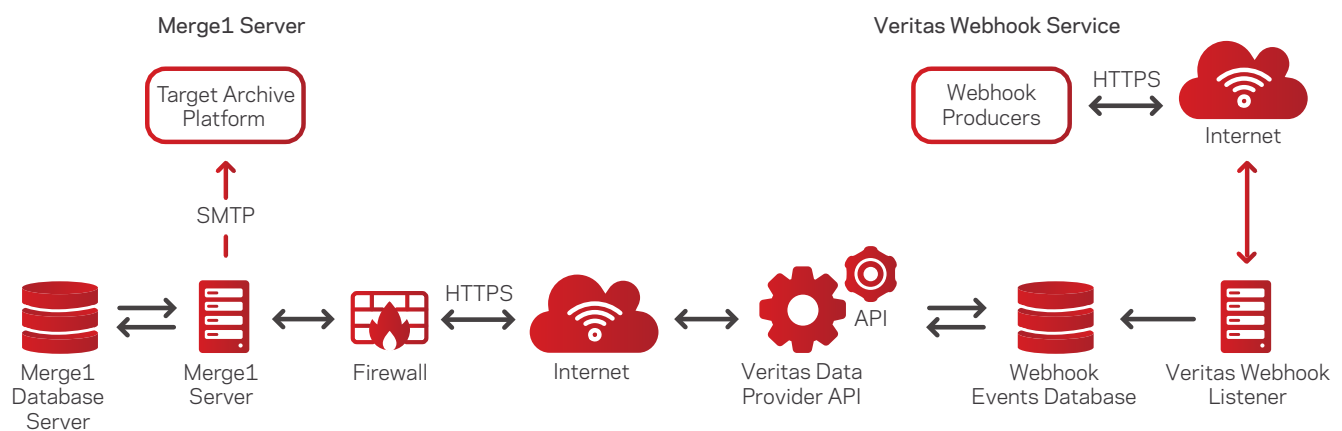 Merge1 Server
Veritas Webhook Service
Target Archive
Platform
Webhook
Producers
HTTPS
Internet
SMTP
HTTPS
API
Merge1
Database
Server
Merge1
Server
Firewall
Internet
Veritas Data
Provider API
Webhook
Events Database
Veritas Webhook
Listener